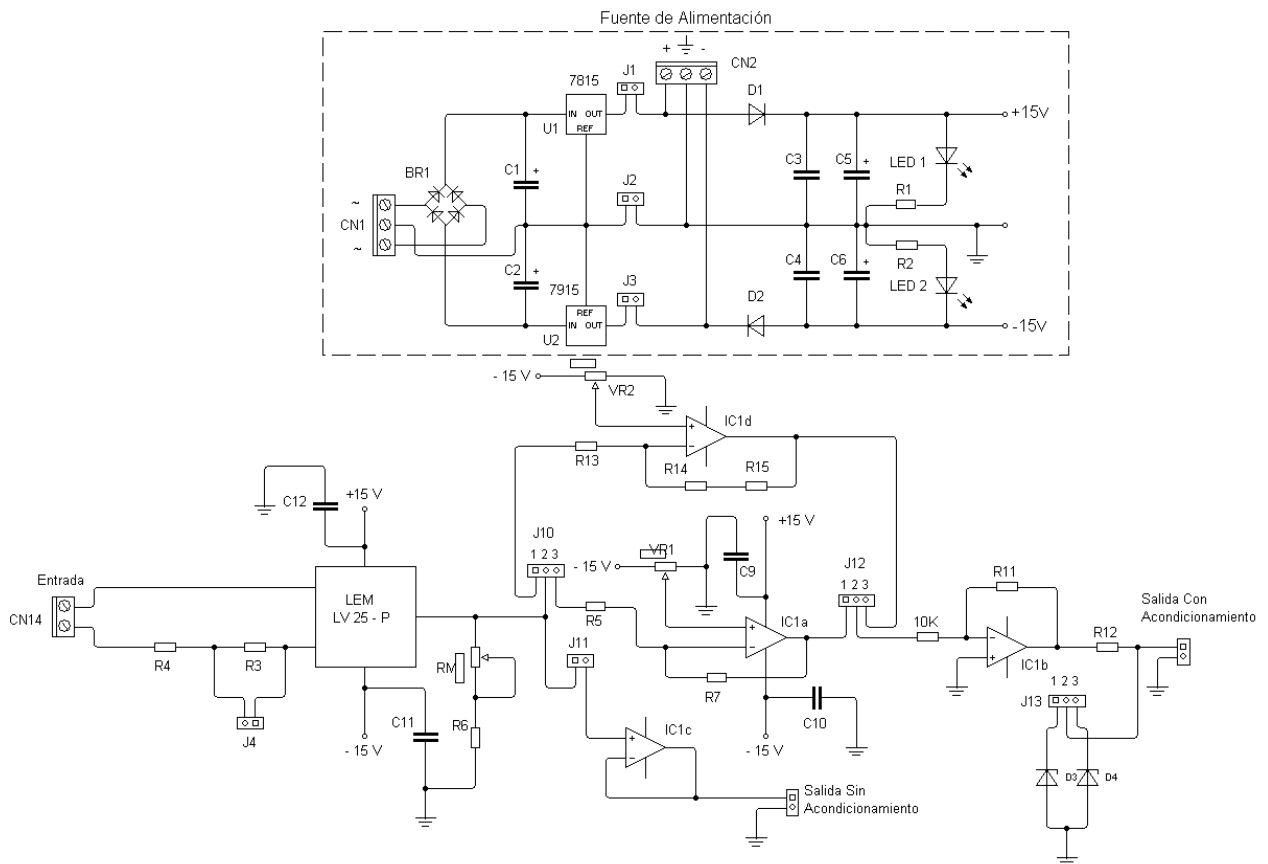 Fuente de Alimentación
+ -
CN2
J1
7815
D1
IN OUT
REF
U1
+15V
C1 +
C3
C5 +
LED 1
BR1
J2
R1
~
CN1
~
C2 +
C4
C6 +
R2
LED 2
7915
J3
D2
REF
IN OUT
U2
-15V
- 15 V
VR2
IC1d
+
-
R13
R14
R15
C12
+15 V
J10
1 2 3
- 15 V
VR1
C9
+15 V
J12
1 2 3
Entrada
CN14
LEM
LV 25 - P
R4
R3
J4
- 15 V
C11
RM
R6
J11
R5
+
-
IC1a
R7
C10
- 15 V
10K
R11
-
+
IC1b
R12
Salida Con
Acondicionamiento
1 2 3
J13
D3
D4
+
-
IC1c
Salida Sin
Acondicionamiento